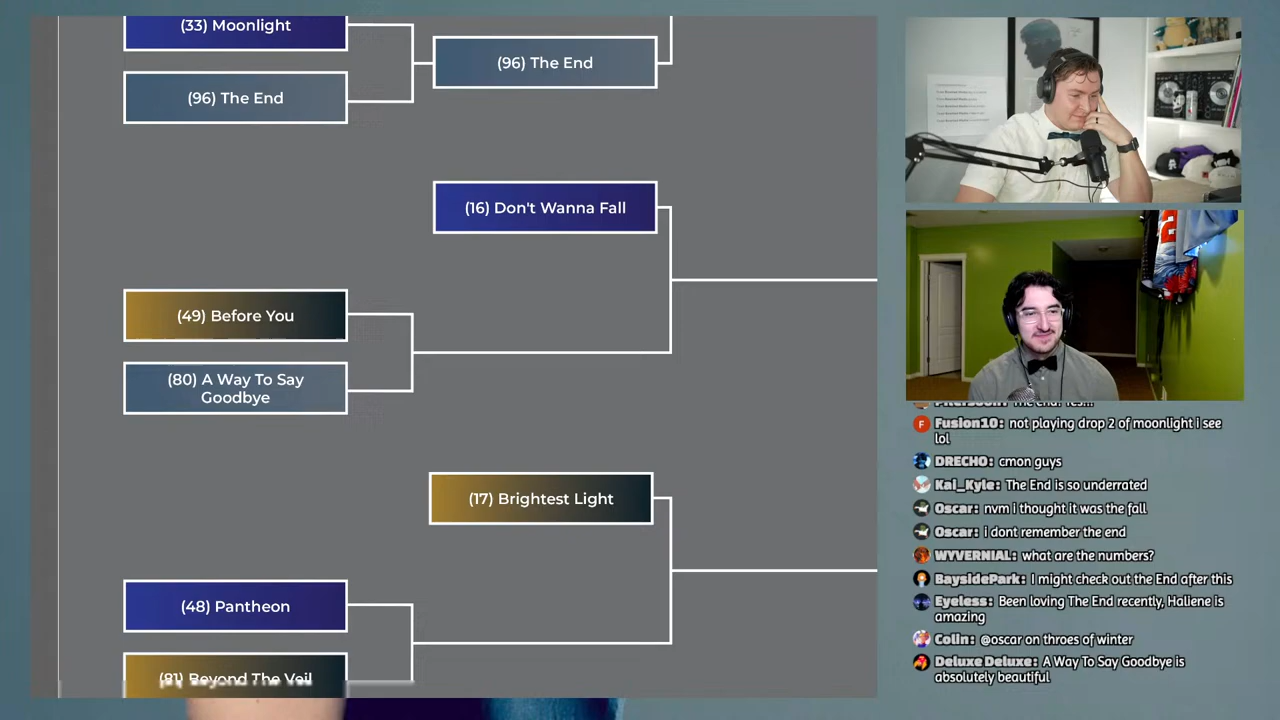 (33) Moonlight
(96) The End
(96) The End
(16) Don't Wanna Fall
(49) Before You
(80) A Way To Say
Goodbye
(17) Brightest Light
(48) Pantheon
(81) Beyond The Veil
Fusion10: not playing drop 2 of moonlight i see
lol
DRECHO: cmon guys
Kai_Kyle: The End is so underrated
Oscar: nvm i thought it was the fall
Oscar: i dont remember the end
WYVERNIAL: what are the numbers?
BaysidePark: I might check out the End after this
Eyeless: Been loving The End recently, Haliene is
amazing
Colin: @oscar on throes of winter
Deluxe Deluxe: A Way To Say Goodbye is
absolutely beautiful